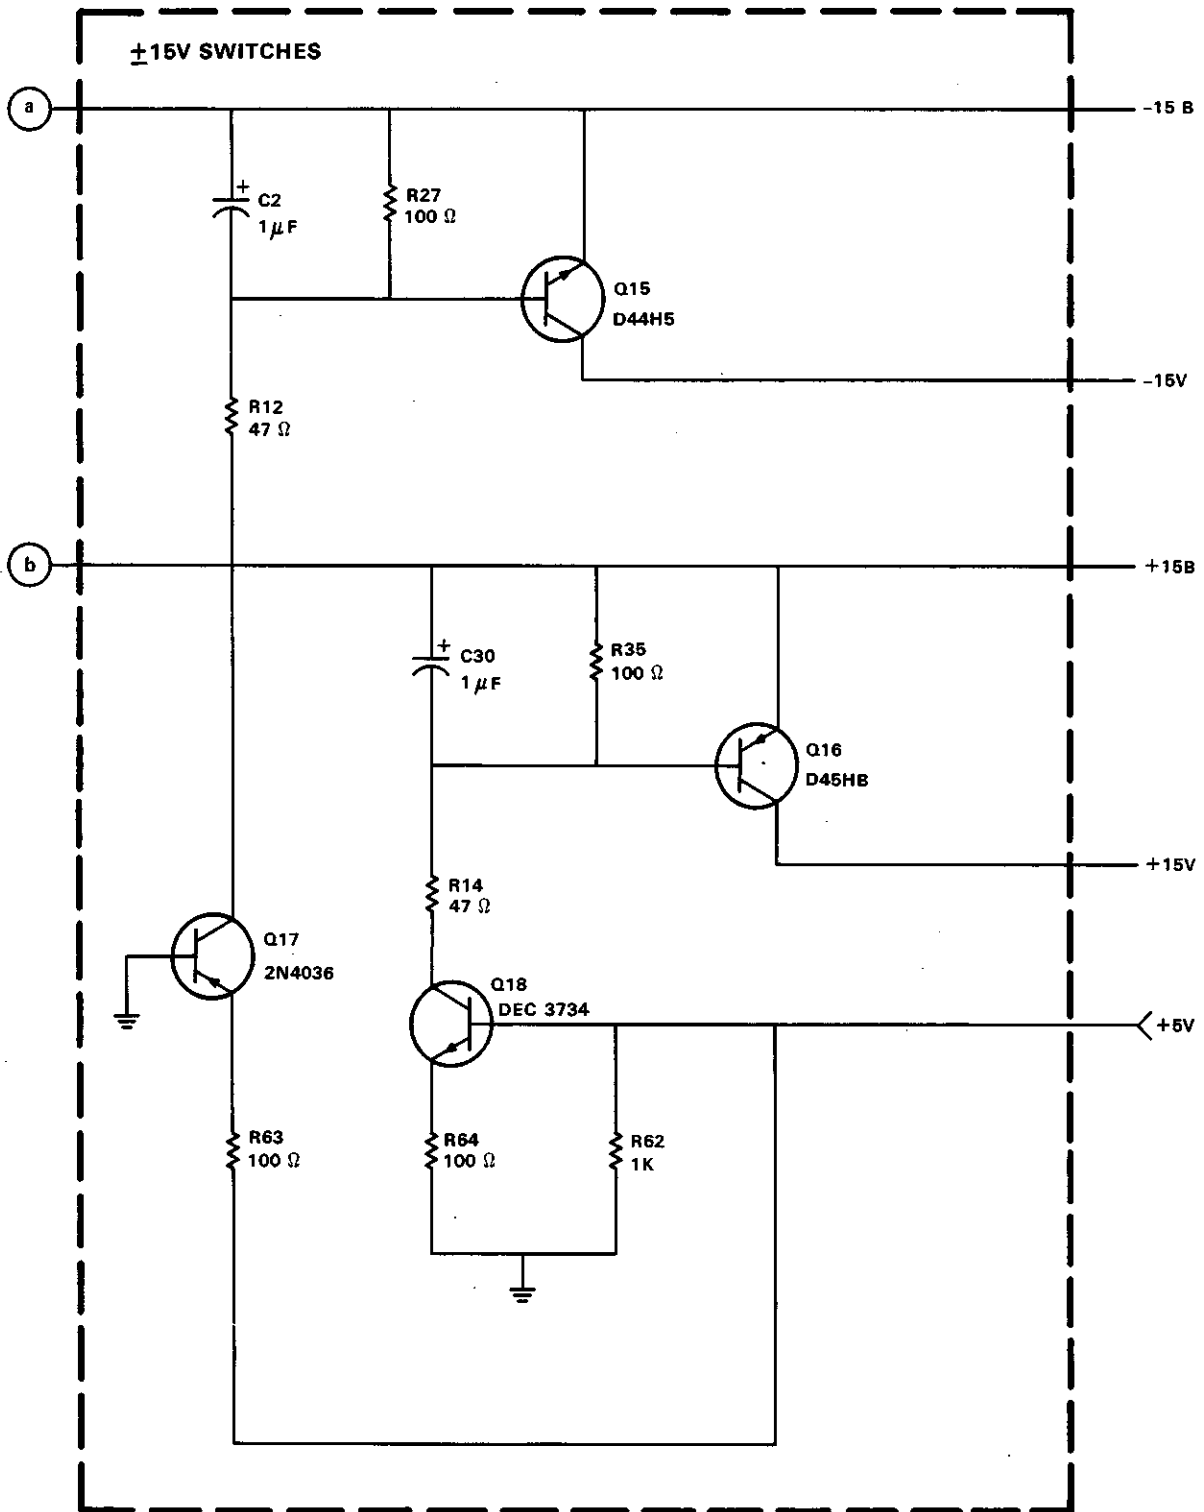 ±15V SWITCHES
a
-15 B
+
C2
1μF
R27
100 Ω
Q15
D44H5
-15V
R12
47 Ω
b
+15B
+
C30
1μF
R35
100 Ω
Q16
D45HB
+15V
R14
47 Ω
Q17
2N4036
Q18
DEC 3734
+5V
R63
100 Ω
R64
100 Ω
R62
1K